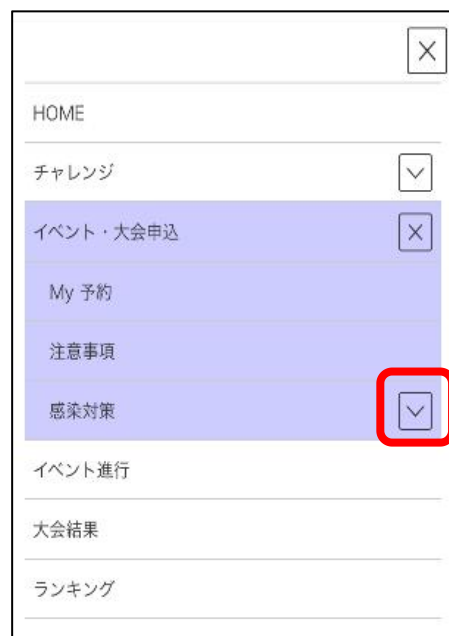 HOME
チャレンジ
イベント・大会申込
My 予約
注意事項
感染対策
イベント進行
大会結果
ランキング